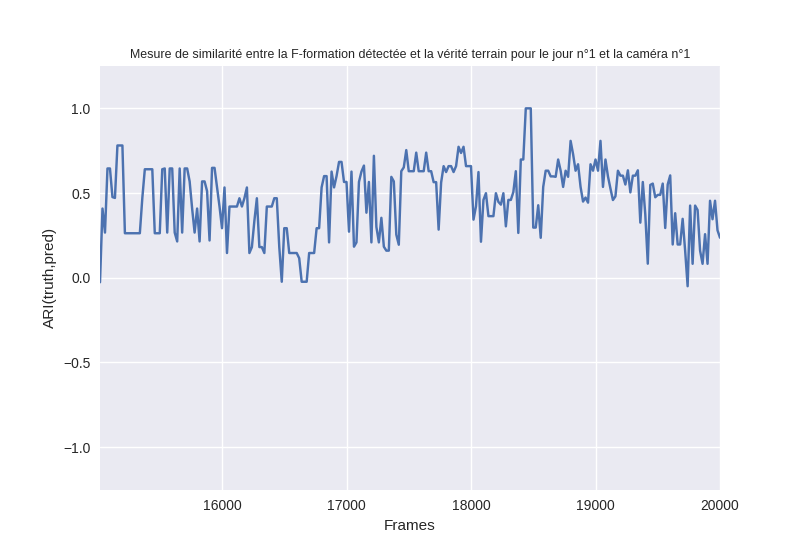 Mesure de similarité entre la F-formation détectée et la vérité terrain pour le jour n°1 et la caméra n°1
1.0
0.5
0.0
−0.5
−1.0
ARI(truth,pred)
16000 17000 18000 19000 20000
Frames